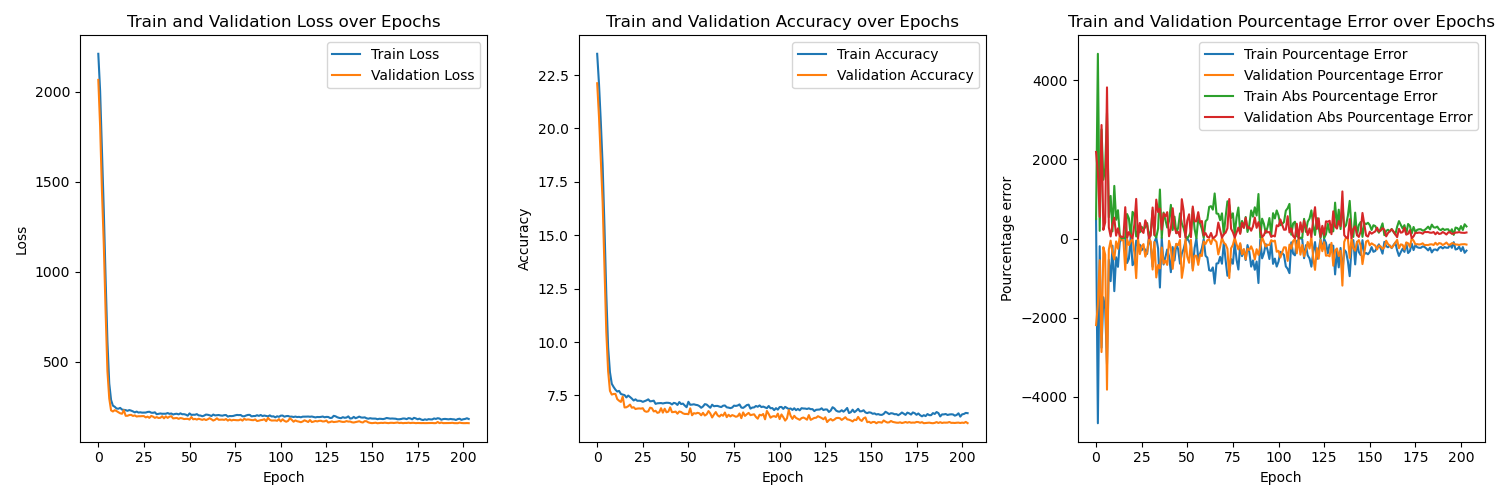 Train and Validation Loss over Epochs
Loss
2000
1500
1000
500
Train Loss
Validation Loss
0 25 50 75 100 125 150 175 200
Epoch
Train and Validation Accuracy over Epochs
Accuracy
22.5
20.0
17.5
15.0
12.5
10.0
7.5
Train Accuracy
Validation Accuracy
0 25 50 75 100 125 150 175 200
Epoch
Train and Validation Pourcentage Error over Epochs
Pourcentage error
4000
2000
0
−2000
−4000
Train Pourcentage Error
Validation Pourcentage Error
Train Abs Pourcentage Error
Validation Abs Pourcentage Error
0 25 50 75 100 125 150 175 200
Epoch